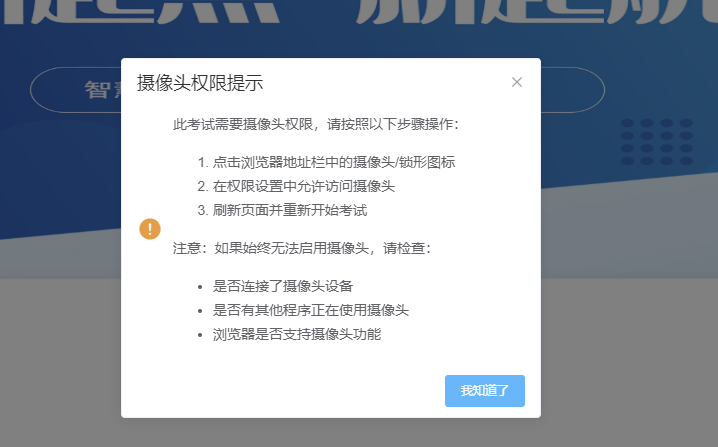 智慧
摄像头权限提示
此考试需要摄像头权限，请按照以下步骤操作：
1. 点击浏览器地址栏中的摄像头/锁形图标
2. 在权限设置中允许访问摄像头
3. 刷新页面并重新开始考试
注意：如果始终无法启用摄像头，请检查：
• 是否连接了摄像头设备
• 是否有其他程序正在使用摄像头
• 浏览器是否支持摄像头功能
我知道了